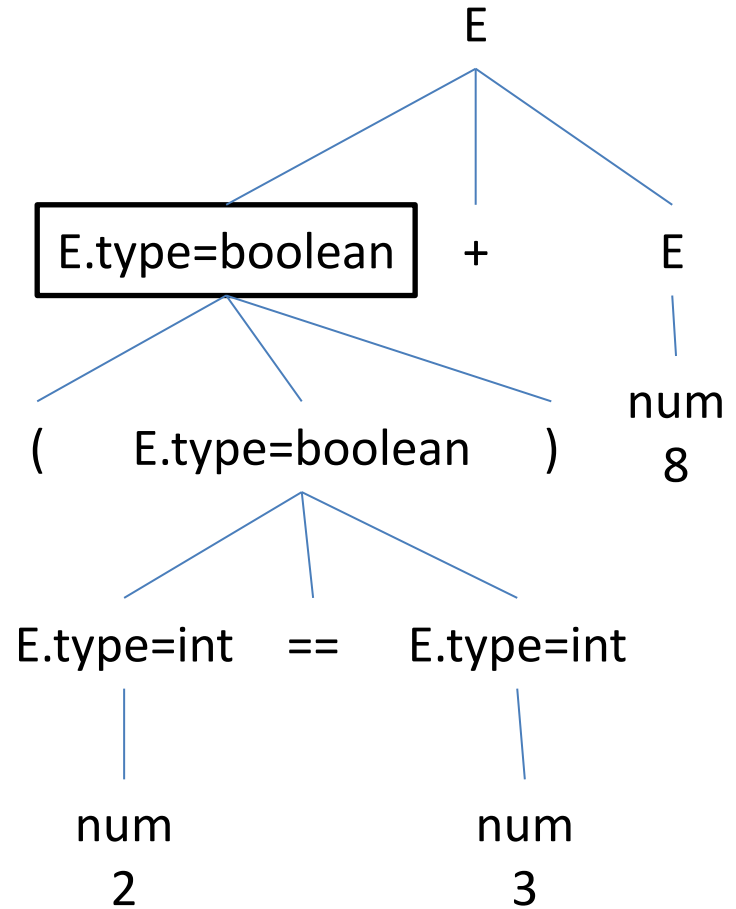 E
E.type=boolean + E
( E.type=boolean ) num
8
E.type=int == E.type=int
num num
2 3